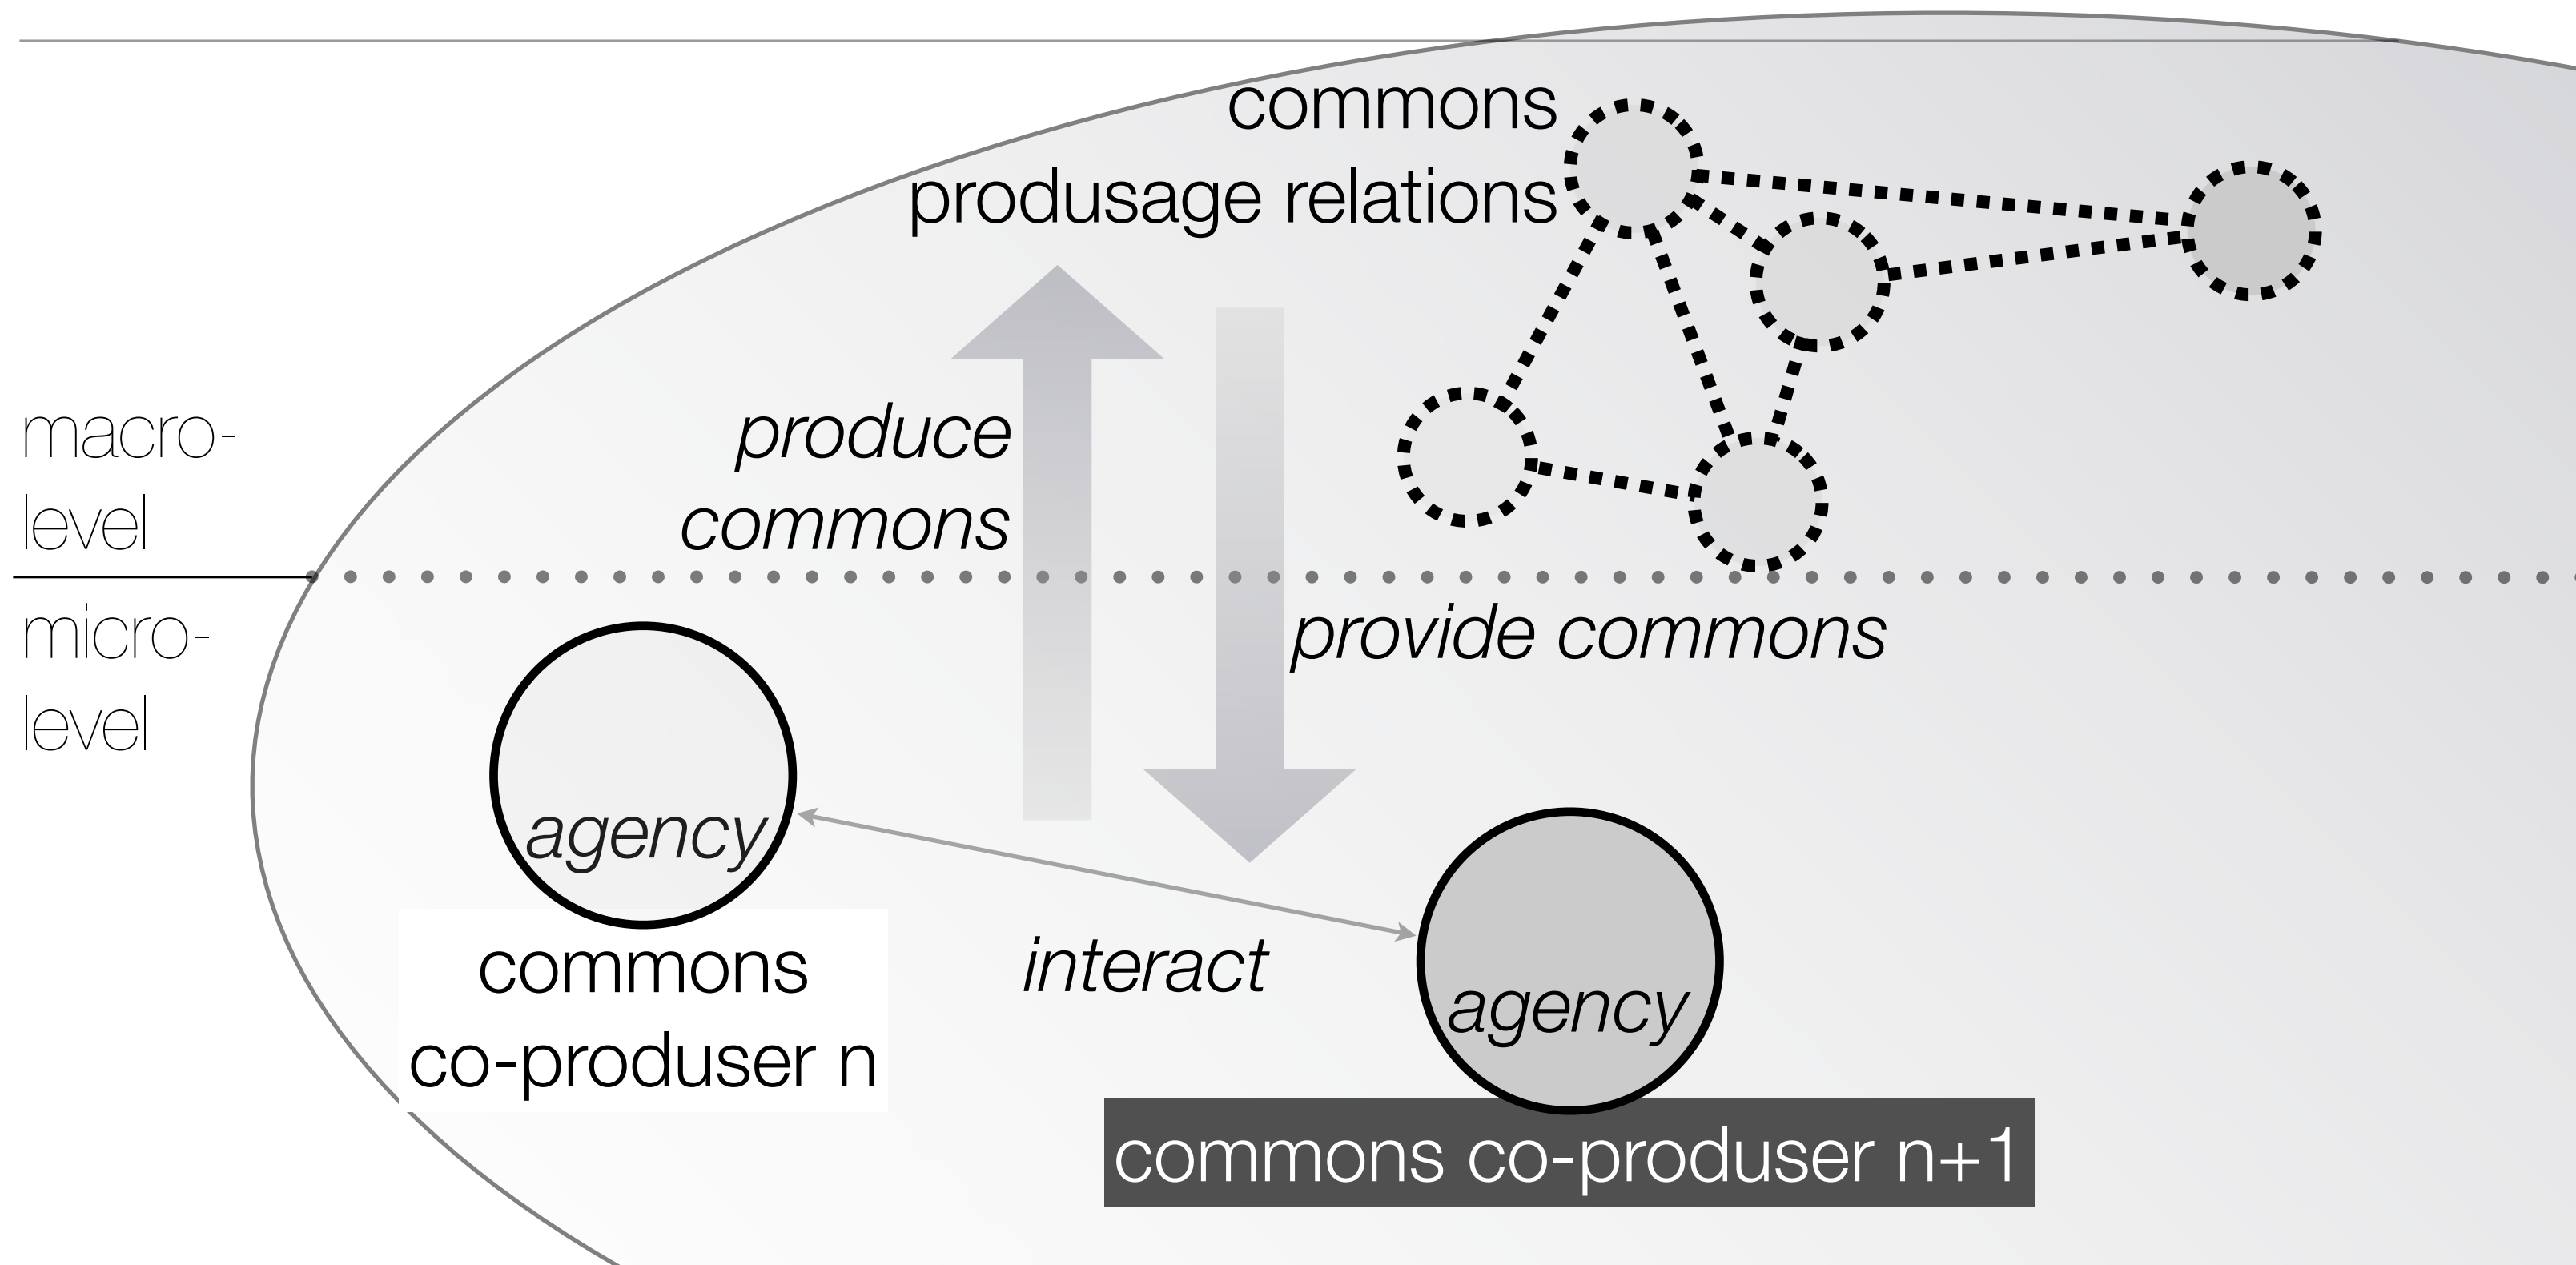 commons
produsage relations
macro-
level
produce
commons
micro-
level
provide commons
agency
commons
co-produser n
interact
agency
commons co-produser n+1